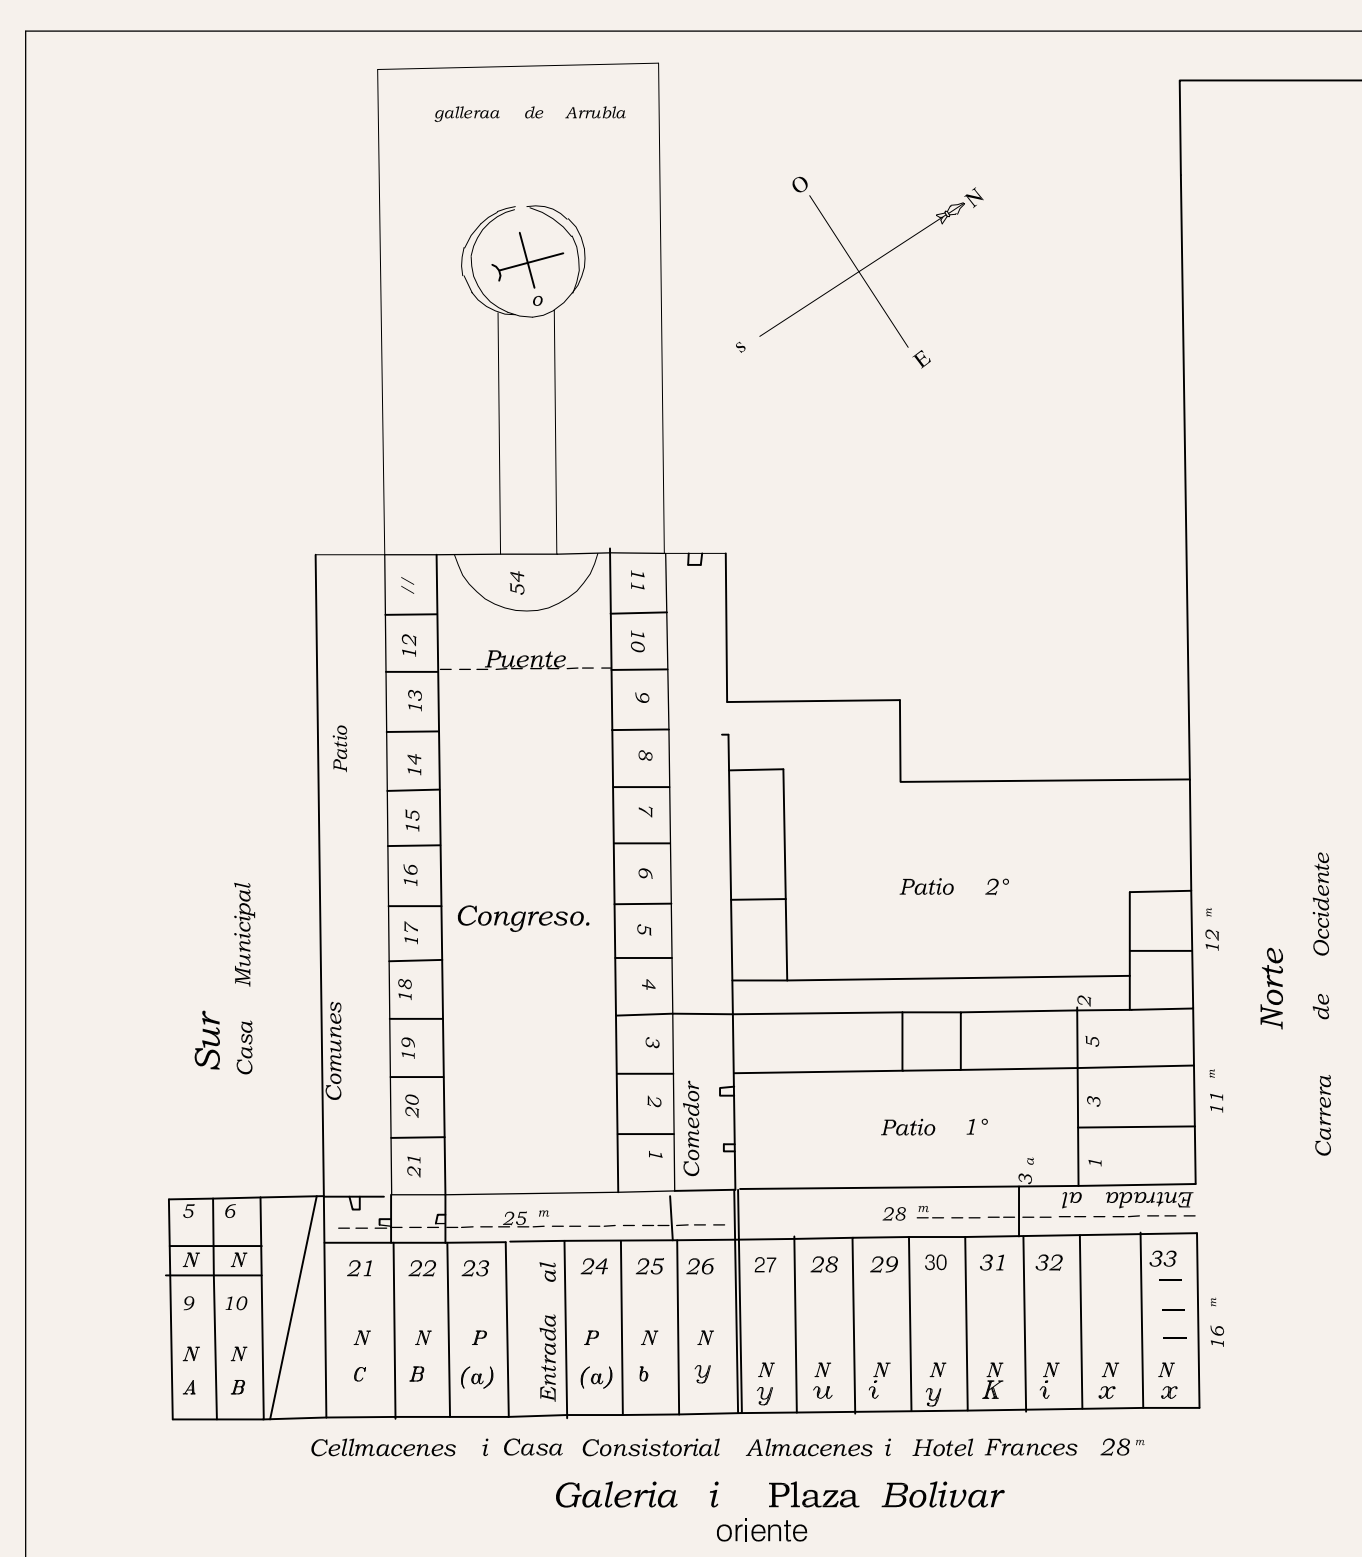 galleraa de Arrubla
O
N
s
E
o
54
//
11
12
10
Puente
13
9
Patio
14
8
15
7
16
6
Patio 2°
Congreso.
17
5
18
4
12 m
Sur
Casa Municipal
Norte
Carrera de Occidente
Comunes
2
19
3
5
20
2
Comedor
3
11 m
Patio 1°
21
1
1
3 a
Entrada al
5 6
25 m
28 m
N N
21 22 23 Entrada al 24 25 26 27 28 29 30 31 32 33
9 10
16 m
N N
N N P P N N
A B
C B (a) (a) b y
N N N N N N N N
y u i y K i x x
Cellmacenes i Casa Consistorial Almacenes i Hotel Frances 28 m
Galeria i Plaza Bolivar
oriente